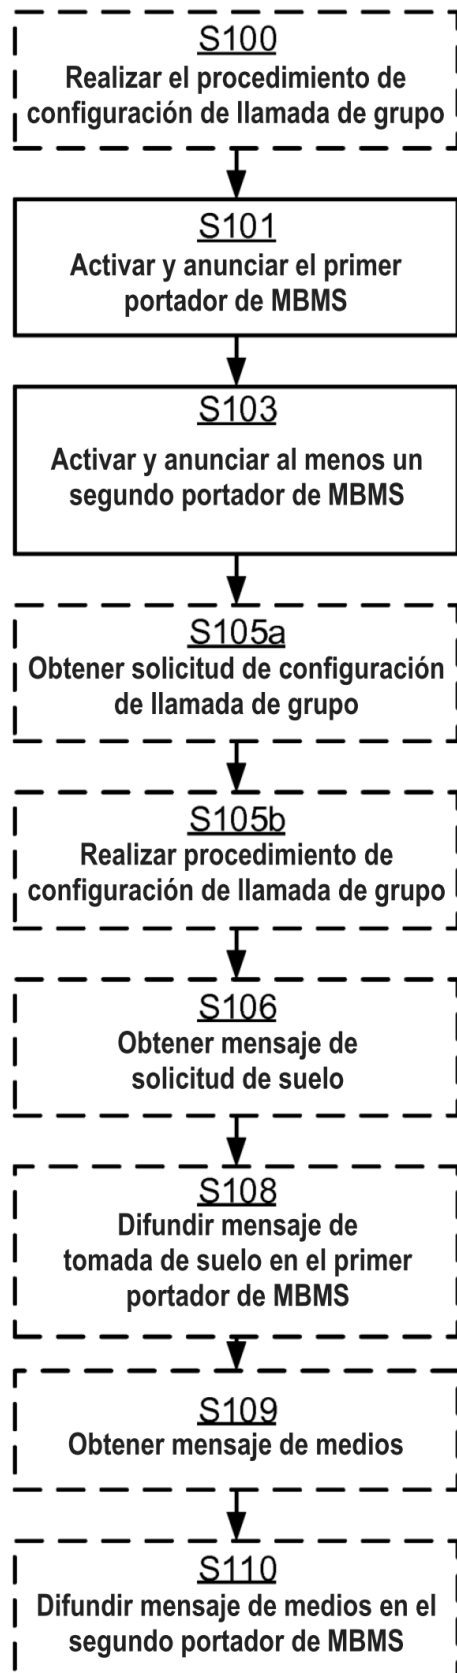 S100
Realizar el procedimiento de
configuración de llamada de grupo
S101
Activar y anunciar el primer
portador de MBMS
S103
Activar y anunciar al menos un
segundo portador de MBMS
S105a
Obtener solicitud de configuración
de llamada de grupo
S105b
Realizar procedimiento de
configuración de llamada de grupo
S106
Obtener mensaje de
solicitud de suelo
S108
Difundir mensaje de
tomada de suelo en el primer
portador de MBMS
S109
Obtener mensaje de medios
S110
Difundir mensaje de medios en el
segundo portador de MBMS